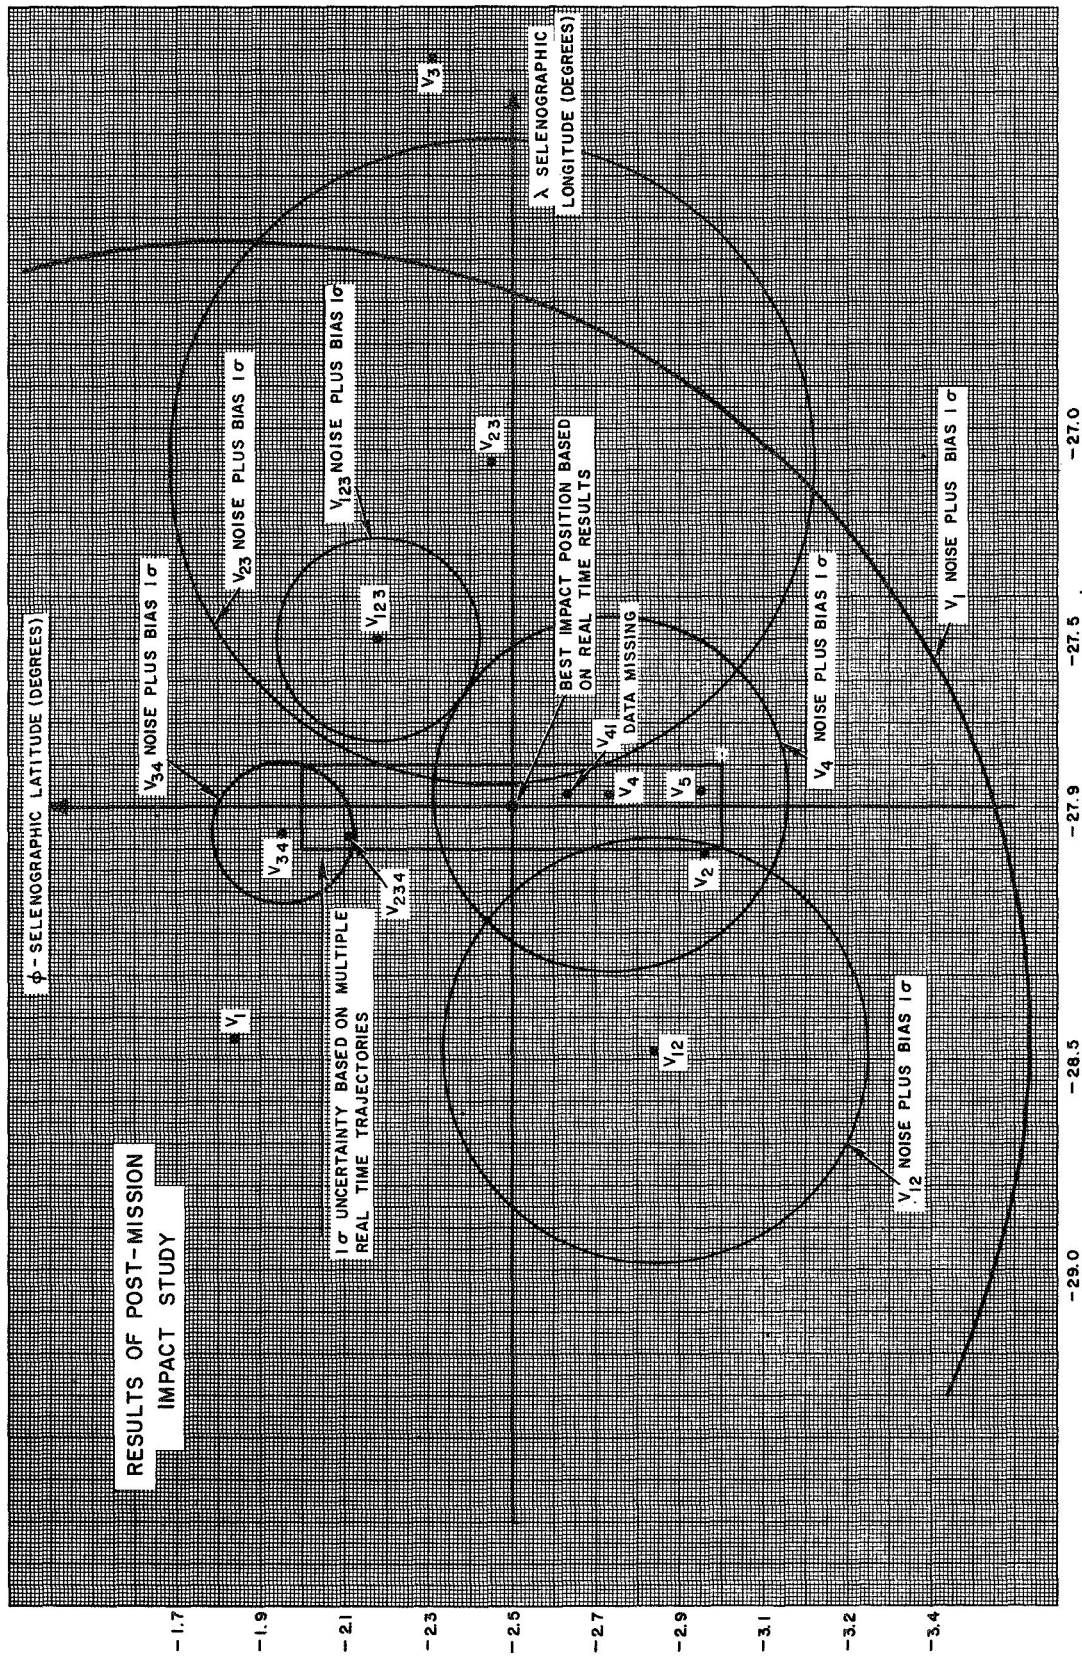 RESULTS OF POST-MISSION
IMPACT STUDY
φ - SELENOGRAPHIC LATITUDE (DEGREES)
V34 NOISE PLUS BIAS 1σ
V23 NOISE PLUS BIAS 1σ
V123 NOISE PLUS BIAS 1σ
V3
λ SELENOGRAPHIC
LONGITUDE (DEGREES)
V1
V34
V234
V123
V23
1σ UNCERTAINTY BASED ON MULTIPLE
REAL TIME TRAJECTORIES
BEST IMPACT POSITION BASED
ON REAL TIME RESULTS
V41
DATA MISSING
V4
V5
V2
V12
V12 NOISE PLUS BIAS 1σ
V4 NOISE PLUS BIAS 1σ
V1 NOISE PLUS BIAS 1σ
-1.7
-1.9
-2.1
-2.3
-2.5
-2.7
-2.9
-3.1
-3.2
-3.4
-29.0
-28.5
-27.9
-27.5
-27.0